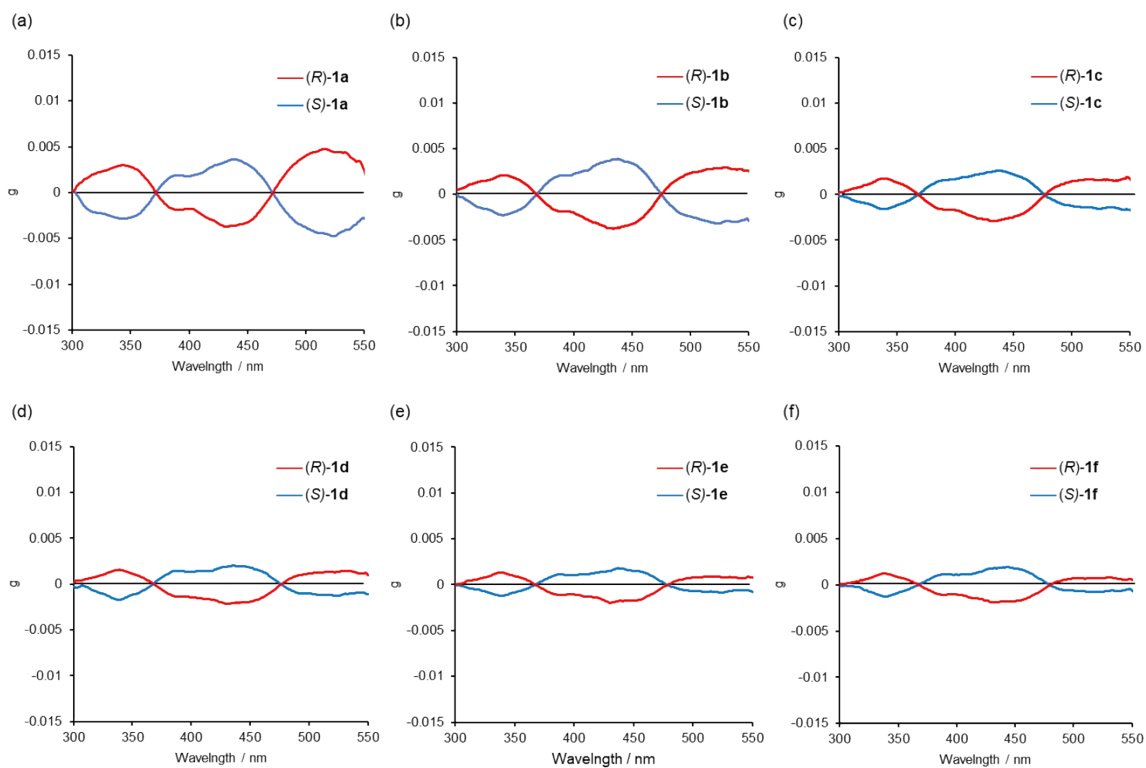 (a)
0.015
0.01
0.005
0
-0.005
-0.01
-0.015
g
(R)-1a
(S)-1a
300 350 400 450 500 550
Wavelngth / nm
(b)
0.015
0.01
0.005
0
-0.005
-0.01
-0.015
g
(R)-1b
(S)-1b
300 350 400 450 500 550
Wavelngth / nm
(c)
0.015
0.01
0.005
0
-0.005
-0.01
-0.015
g
(R)-1c
(S)-1c
300 350 400 450 500 550
Wavelngth / nm
(d)
0.015
0.01
0.005
0
-0.005
-0.01
-0.015
g
(R)-1d
(S)-1d
300 350 400 450 500 550
Wavelngth / nm
(e)
0.015
0.01
0.005
0
-0.005
-0.01
-0.015
g
(R)-1e
(S)-1e
300 350 400 450 500 550
Wavelngth / nm
(f)
0.015
0.01
0.005
0
-0.005
-0.01
-0.015
g
(R)-1f
(S)-1f
300 350 400 450 500 550
Wavelngth / nm